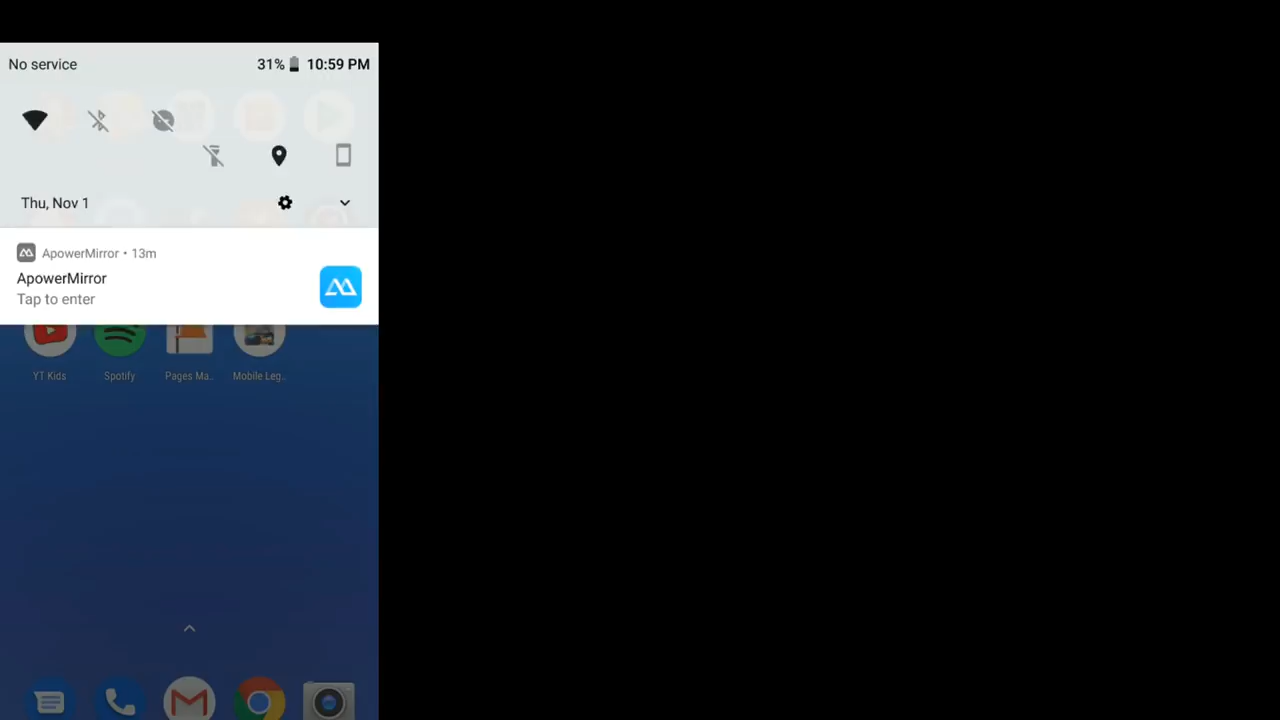 No service 31% 10:59 PM
Thu, Nov 1
ApowerMirror • 13m
ApowerMirror
Tap to enter
YT Kids Spotify Pages Ma.. Mobile Leg..